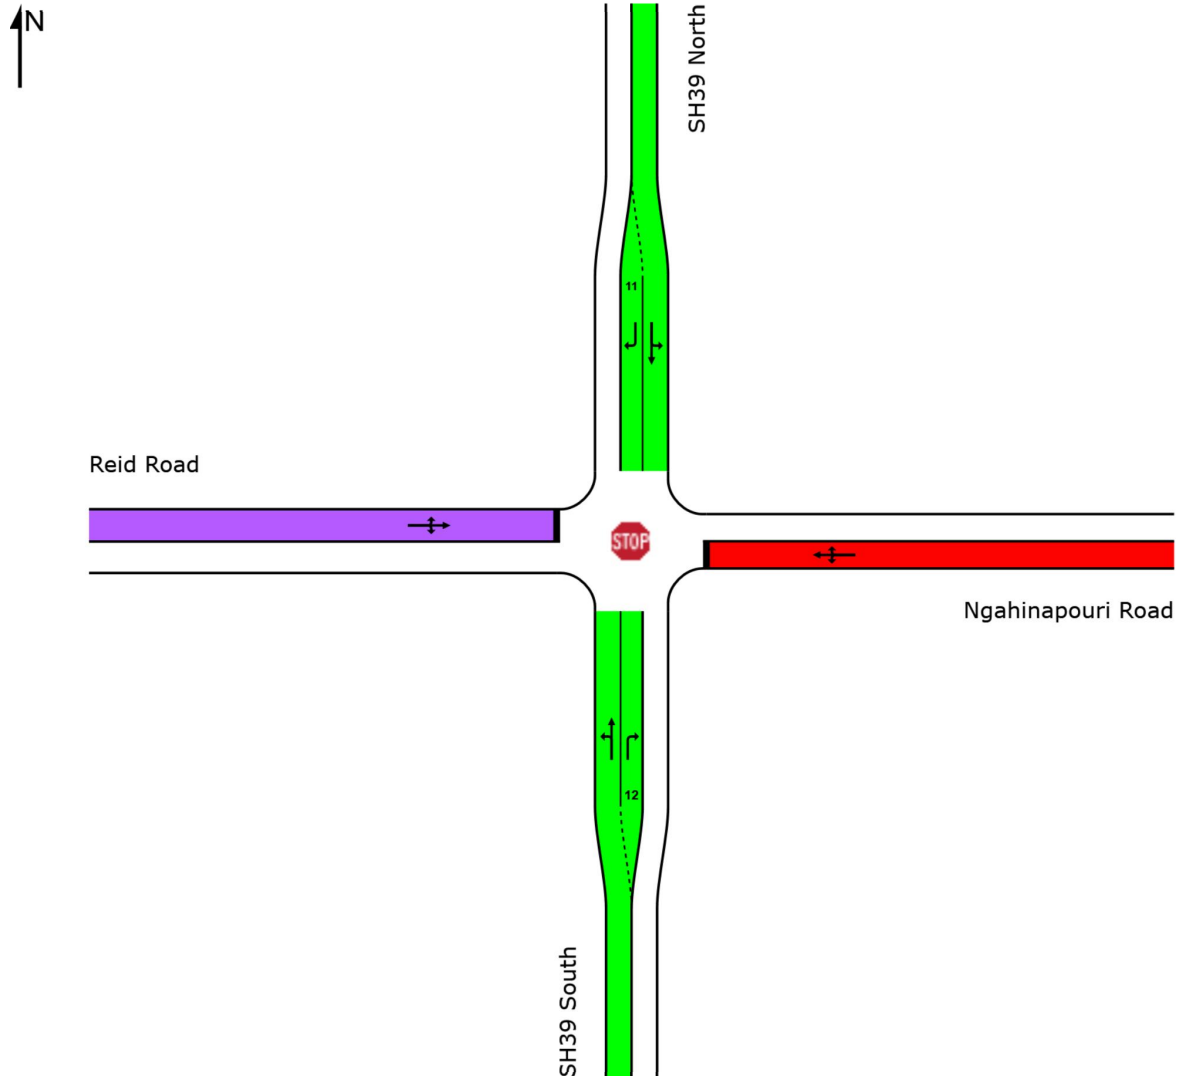 N
SH39 North
11
Reid Road
STOP
Ngahinapouri Road
12
SH39 South